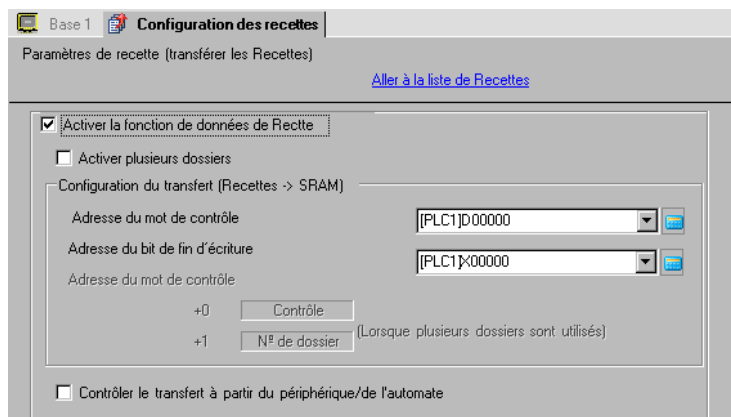 Base 1 Configuration des recettes
Paramètres de recette (transférer les Recettes)
Aller à la liste de Recettes
Activer la fonction de données de Rectte
Activer plusieurs dossiers
Configuration du transfert (Recettes -> SRAM)
Adresse du mot de contrôle [PLC1]D00000
Adresse du bit de fin d´écriture [PLC1]X00000
Adresse du mot de contrôle
+0 Contrôle
+1 Nº de dossier (Lorsque plusieurs dossiers sont utilisés)
Contrôler le transfert à partir du périphérique/de l'automate